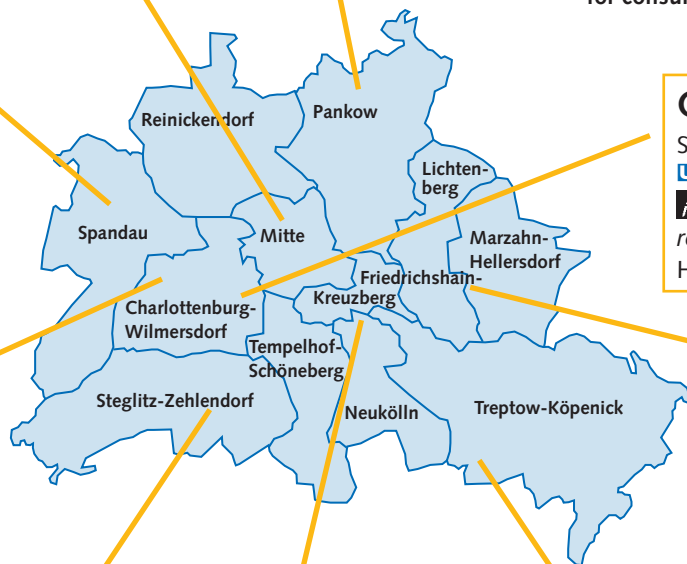 for consu
Reinickendorf
Pankow
Lichten-
berg
Spandau
Mitte
Marzahn-
Hellersdorf
Friedrichshain-
Kreuzberg
Charlottenburg-
Wilmersdorf
Tempelhof-
Schöneberg
Steglitz-Zehlendorf
Neukölln
Treptow-Köpenick
S
U
H